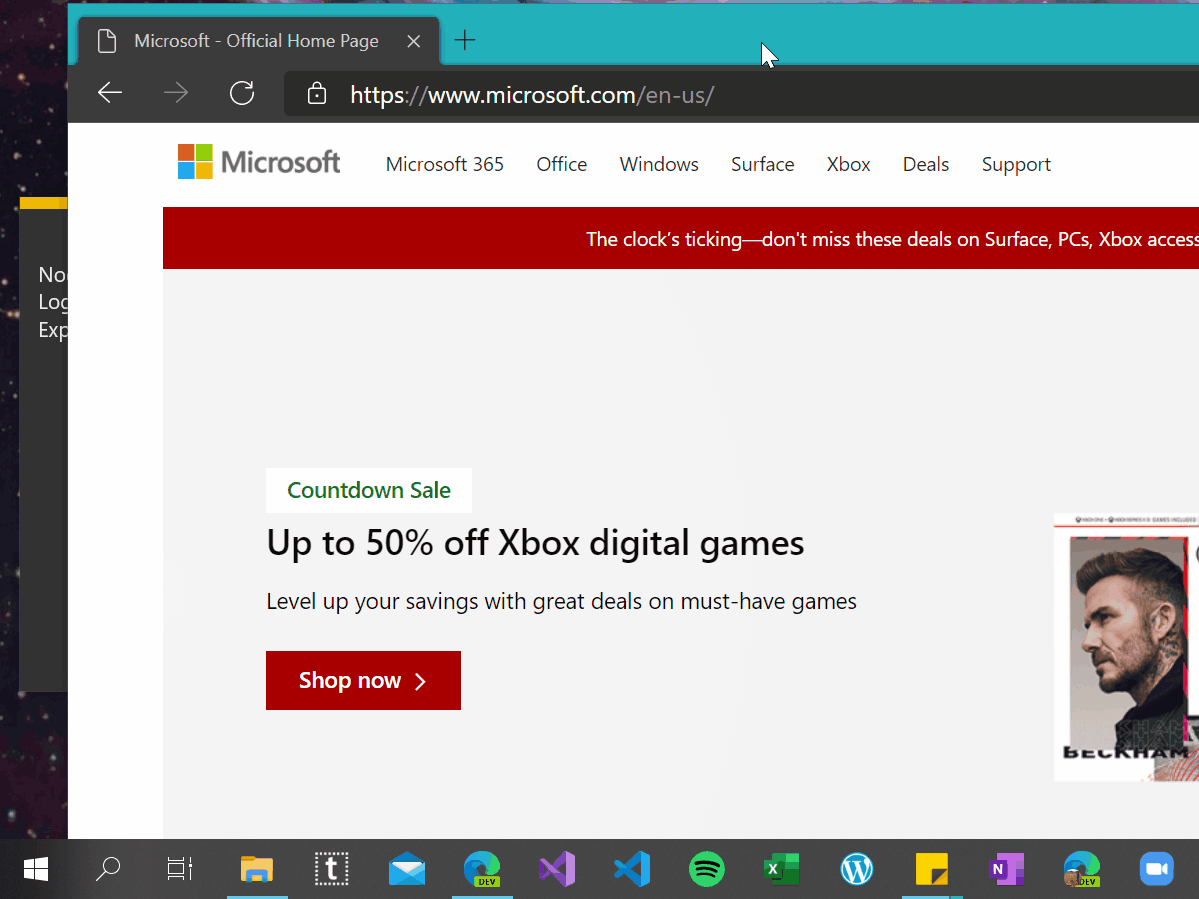 Microsoft - Official Home Page
https://www.microsoft.com/en-us/
Microsoft
Microsoft 365 Office Windows Surface Xbox Deals Support
The clock’s ticking—don't miss these deals on Surface, PCs, Xbox access
No
Log
Exp
Countdown Sale
Up to 50% off Xbox digital games
Level up your savings with great deals on must-have games
Shop now
BECKHAM
t
DEV
X
N
DEV